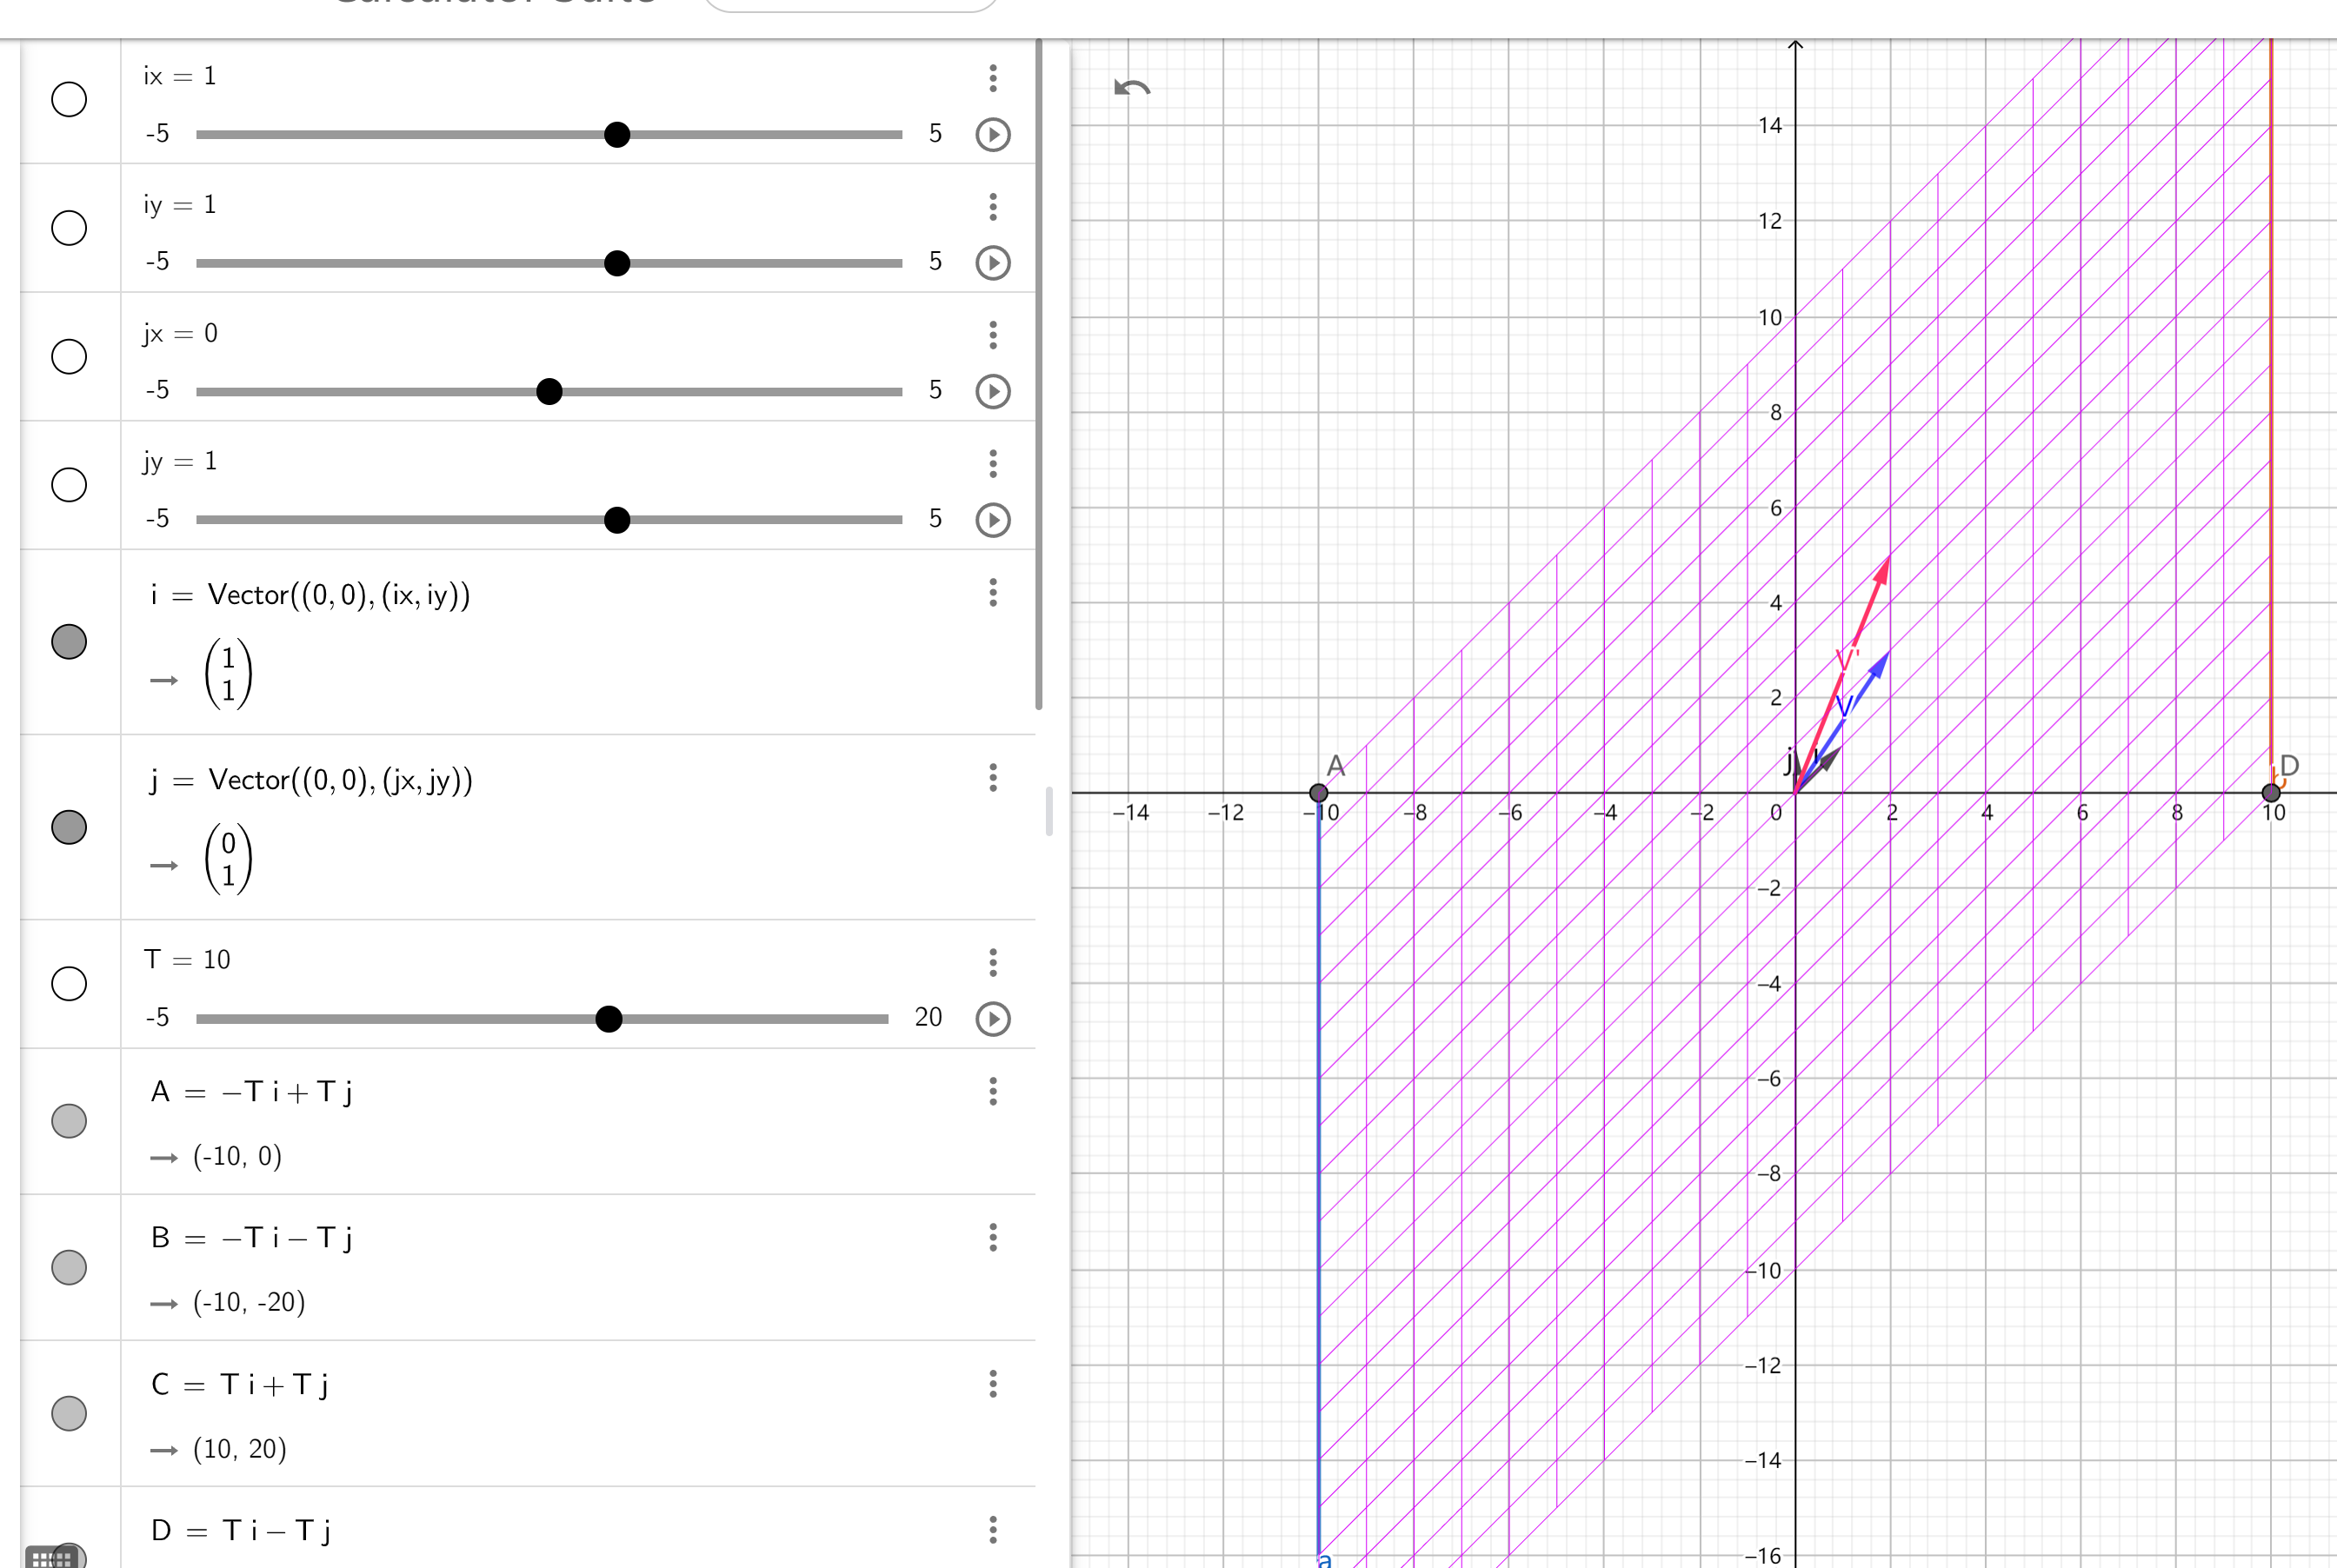 Calculator Suite
ix = 1
-5 5
iy = 1
-5 5
jx = 0
-5 5
jy = 1
-5 5
i = Vector((0, 0), (ix, iy))
→ (1 1)
j = Vector((0, 0), (jx, jy))
→ (0 1)
T = 10
-5 20
A = −T i + T j
→ (-10, 0)
B = −T i − T j
→ (-10, -20)
C = T i + T j
→ (10, 20)
D = T i − T j
14
12
10
8
6
4
V'
2
V
A
j
i
D
−14 −12 −10 −8 −6 −4 −2 0 2 4 6 8 10
−2
−4
−6
−8
−10
−12
−14
−16
a